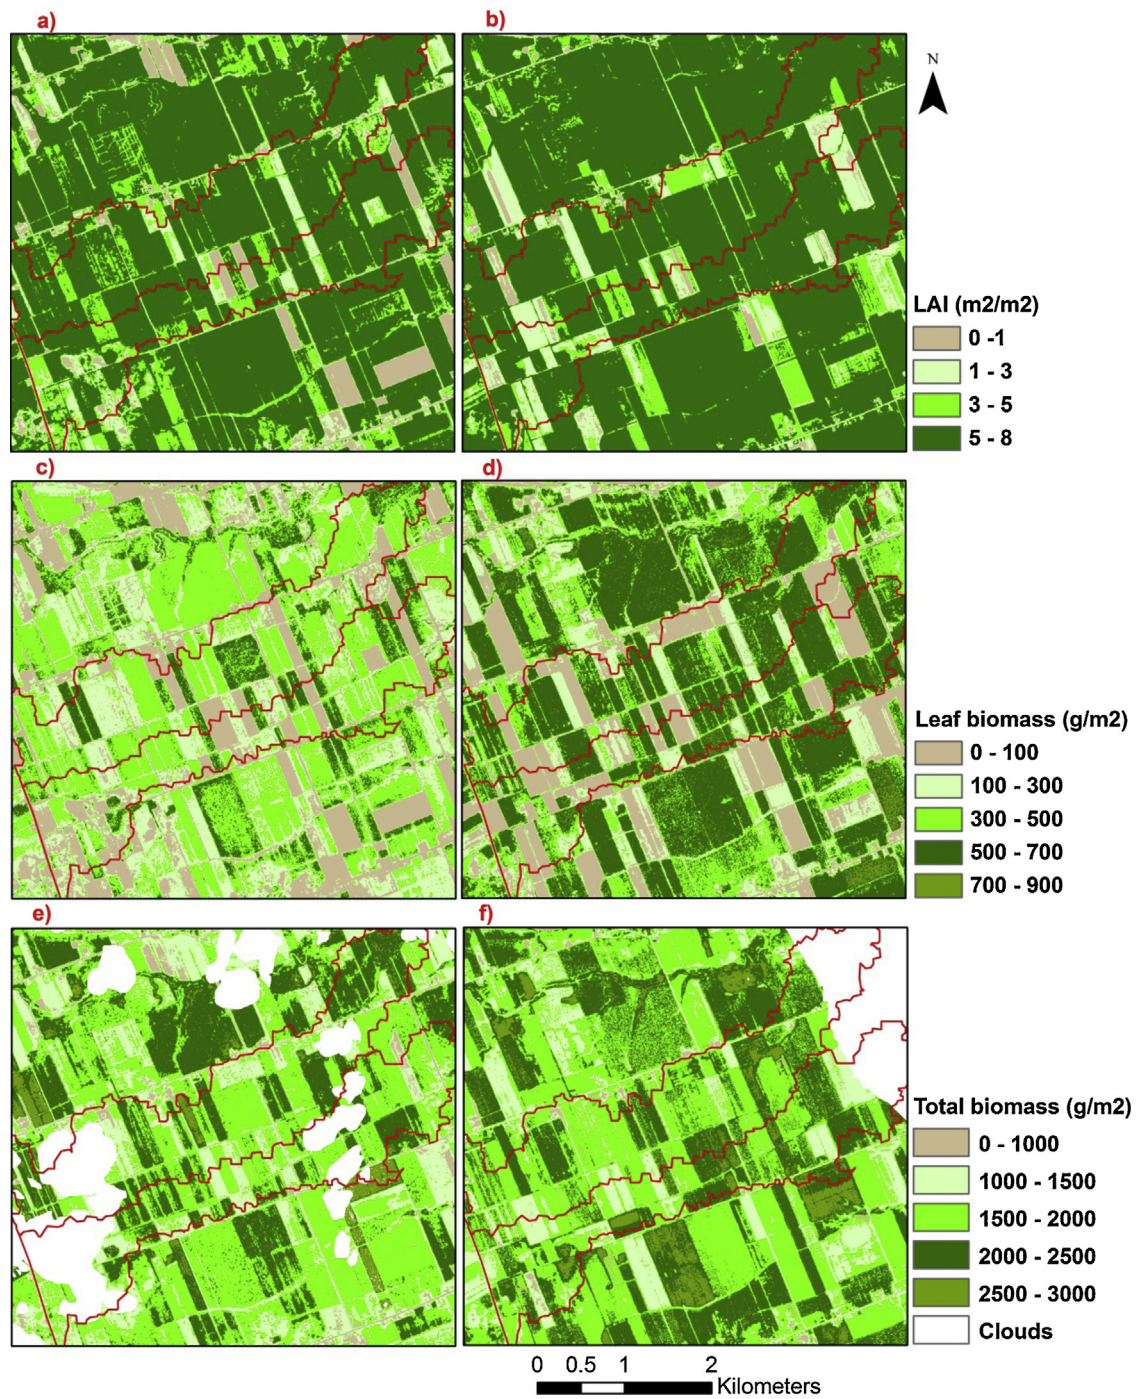 a)
b)
N
LAI (m2/m2)
0 -1
1 - 3
3 - 5
5 - 8
c)
d)
Leaf biomass (g/m2)
0 - 100
100 - 300
300 - 500
500 - 700
700 - 900
e)
f)
Total biomass (g/m2)
0 - 1000
1000 - 1500
1500 - 2000
2000 - 2500
2500 - 3000
Clouds
0 0.5 1 2
Kilometers